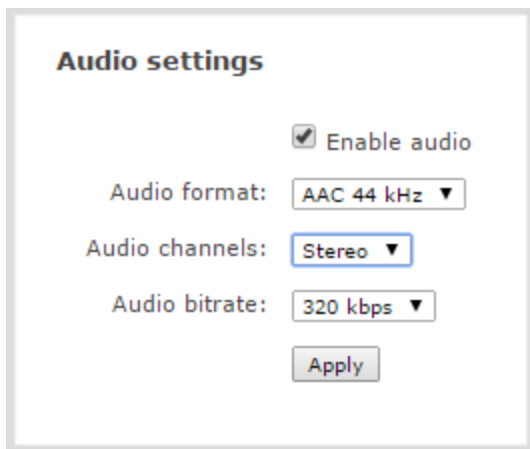 Audio settings
Enable audio
Audio format: AAC 44 kHz
Audio channels: Stereo
Audio bitrate: 320 kbps
Apply